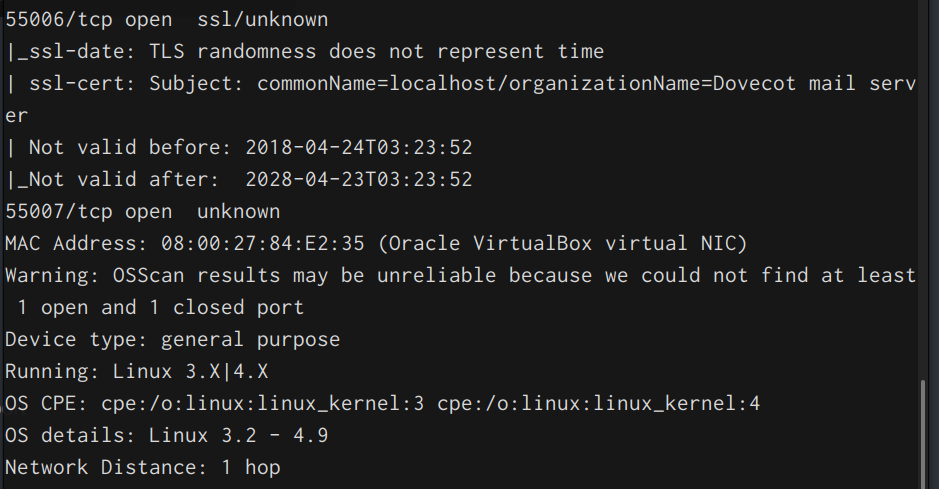 55006/tcp open  ssl/unknown
|_ssl-date: TLS randomness does not represent time
| ssl-cert: Subject: commonName=localhost/organizationName=Dovecot mail serv
er
| Not valid before: 2018-04-24T03:23:52
|_Not valid after:  2028-04-23T03:23:52
55007/tcp open  unknown
MAC Address: 08:00:27:84:E2:35 (Oracle VirtualBox virtual NIC)
Warning: OSScan results may be unreliable because we could not find at least
 1 open and 1 closed port
Device type: general purpose
Running: Linux 3.X|4.X
OS CPE: cpe:/o:linux:linux_kernel:3 cpe:/o:linux:linux_kernel:4
OS details: Linux 3.2 - 4.9
Network Distance: 1 hop